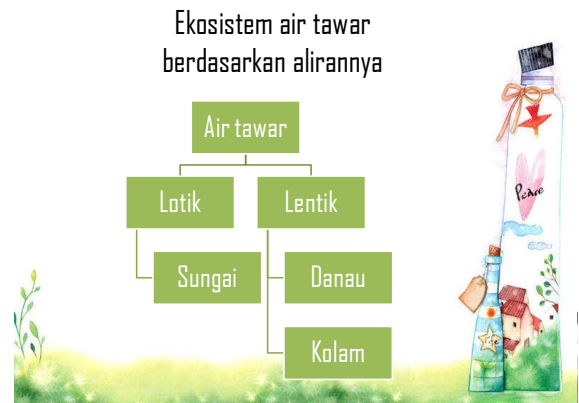 Ekosistem air tawar
berdasarkan alirannya
Air tawar
Lotik
Lentik
Sungai
Danau
Kolam
Peace